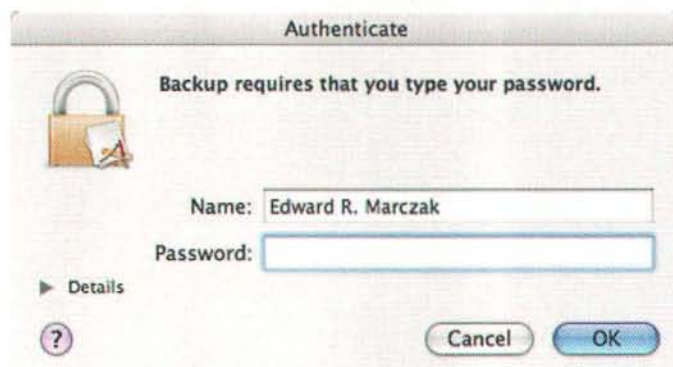 Authenticate
Backup requires that you type your password.
Name: Edward R. Marczak
Password:
Details
?
Cancel OK